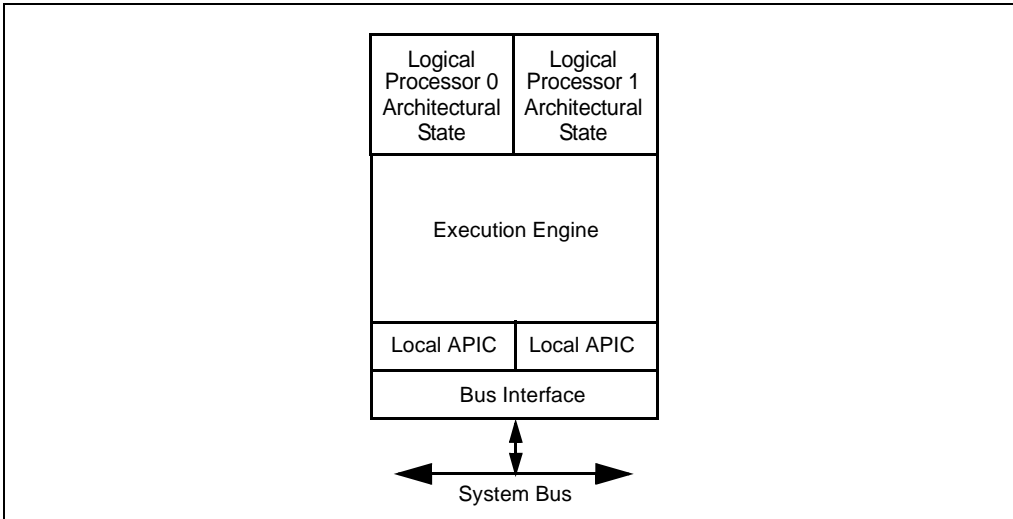 Logical
Processor 0
Architectural
State
Logical
Processor 1
Architectural
State
Execution Engine
Local APIC
Local APIC
Bus Interface
System Bus